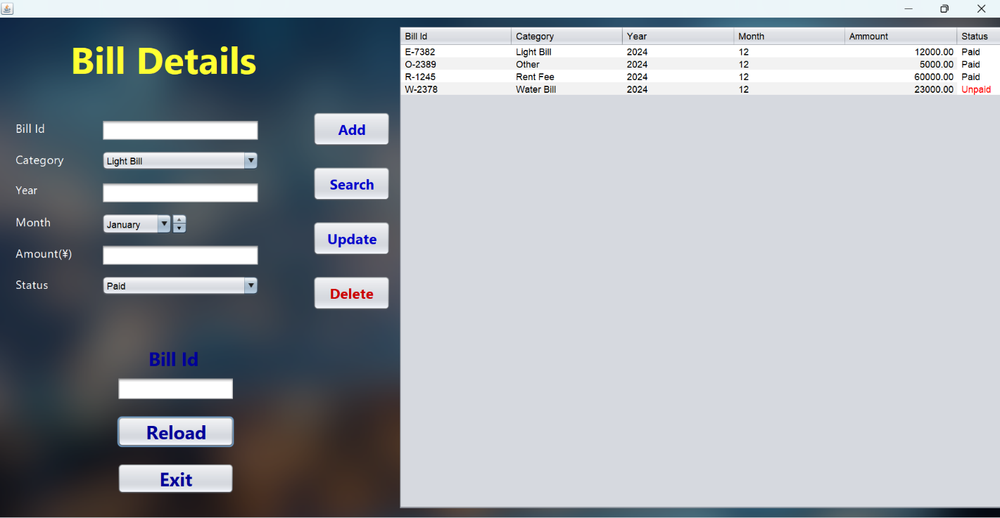 Bill Details
Bill Id
Category Light Bill
Year
Month January
Amount(¥)
Status Paid
Add
Search
Update
Delete
Bill Id
Reload
Exit
Bill Id Category Year Month Ammount Status
E-7382 Light Bill 2024 12 12000.00 Paid
O-2389 Other 2024 12 5000.00 Paid
R-1245 Rent Fee 2024 12 60000.00 Paid
W-2378 Water Bill 2024 12 23000.00 Unpaid